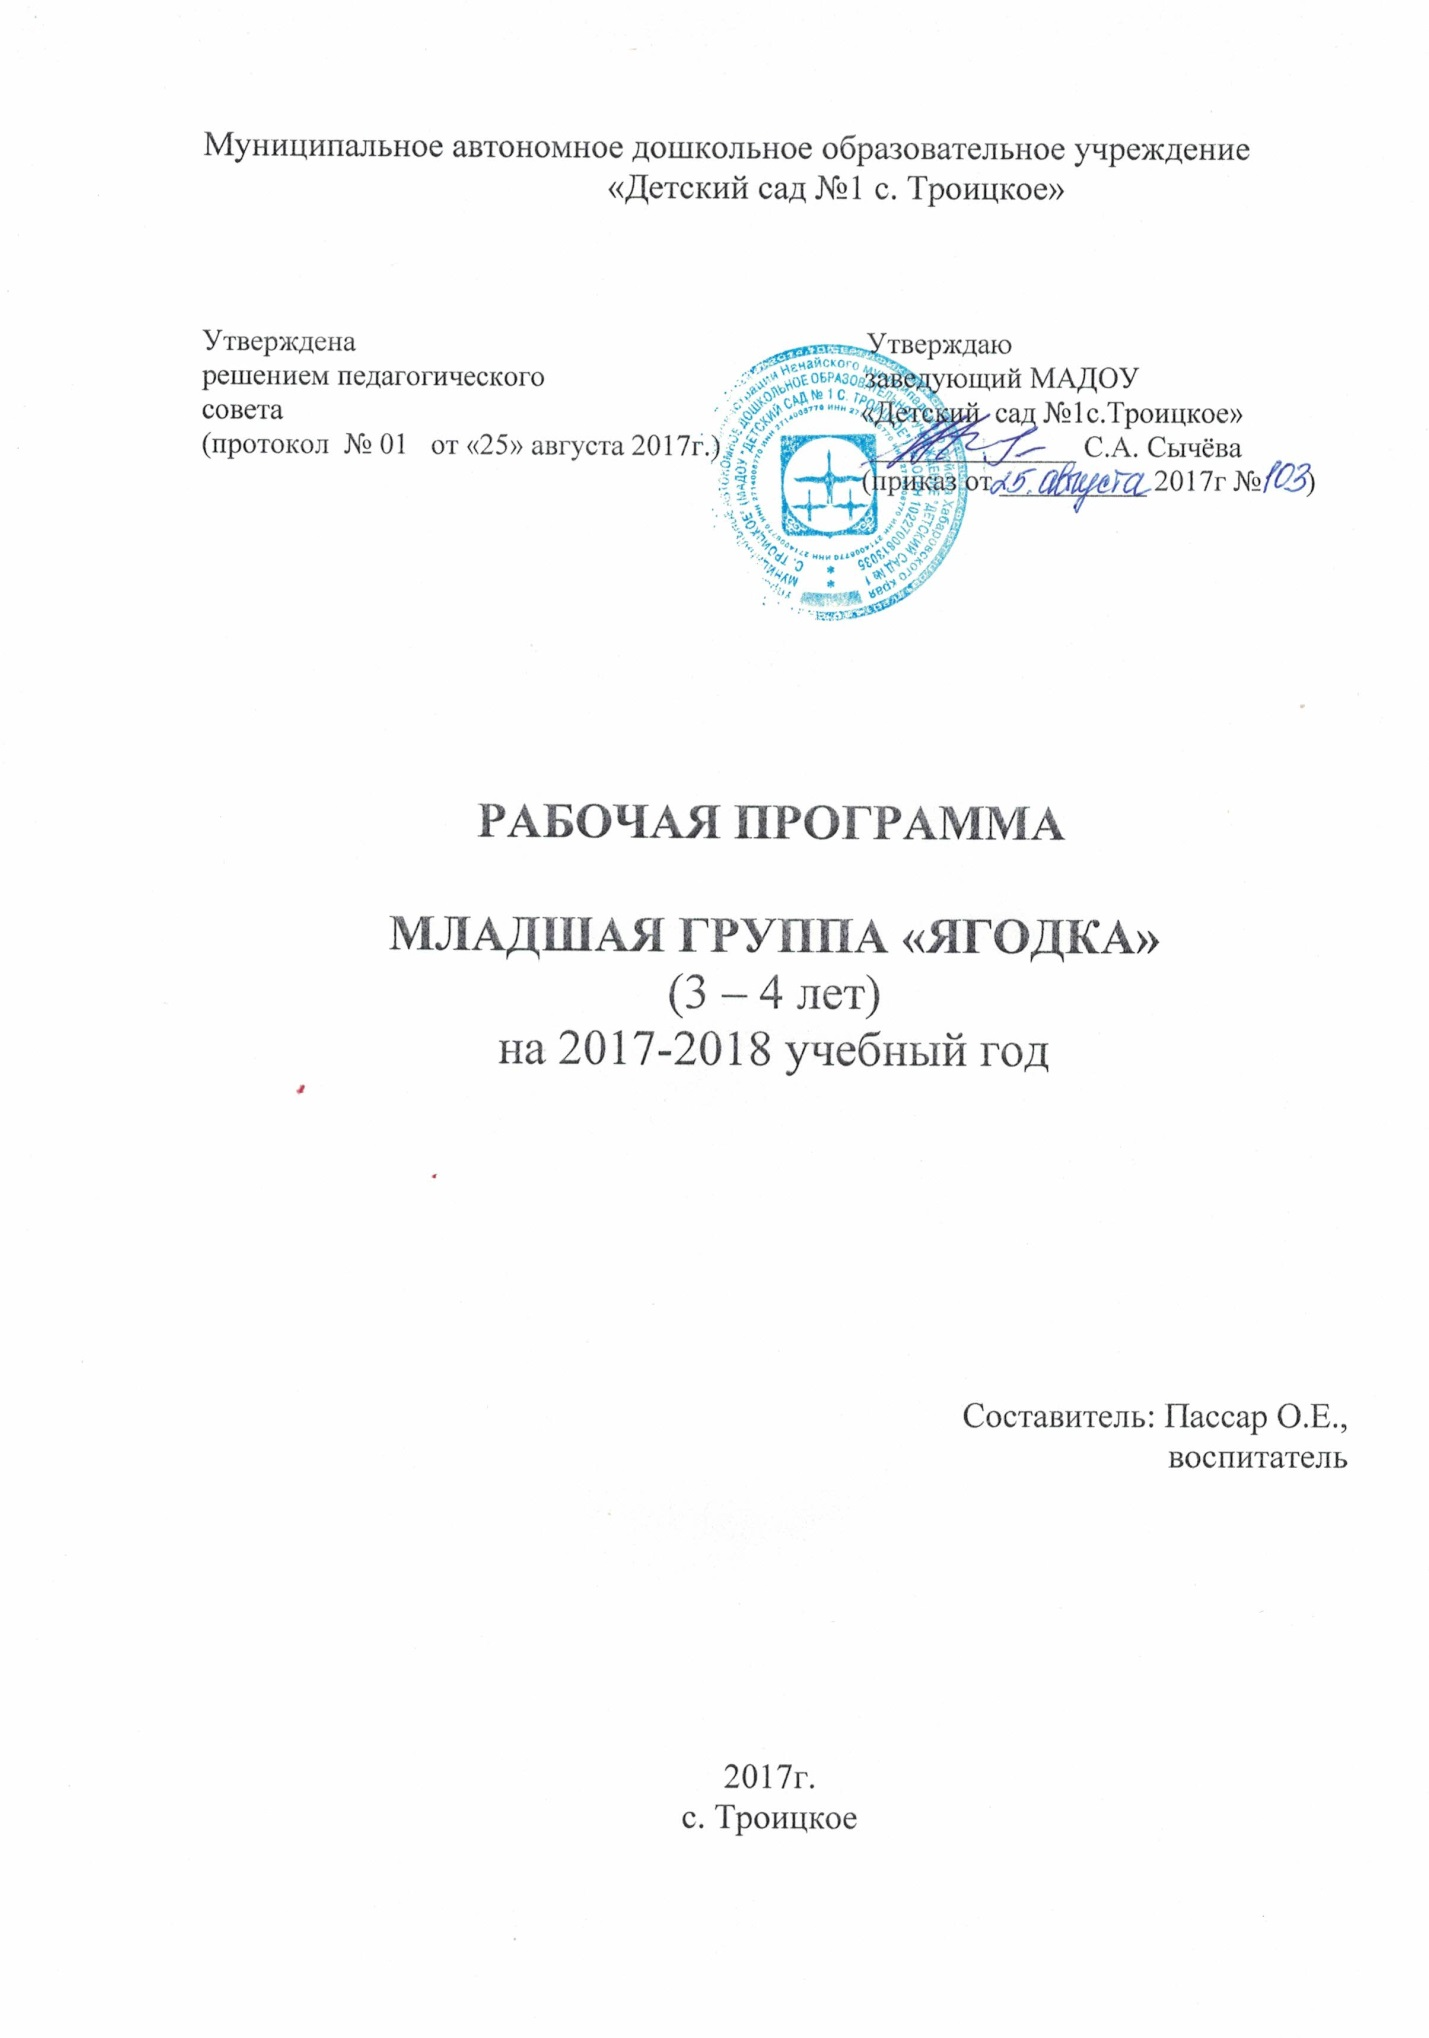 Муниципальное автономное дошкольное образовательное учреждение
«Детский сад №1 с. Троицкое»
Утверждена
решением педагогического
совета
(протокол № 01 от «25» августа 2017г.)
Утверждаю
заведующий МАДОУ
«Детский сад №1с.Троицкое»
______________ С.А. Сычёва
(приказ от 25. августа 2017г №103)
РАБОЧАЯ ПРОГРАММА
МЛАДШАЯ ГРУППА «ЯГОДКА»
(3 – 4 лет)
на 2017-2018 учебный год
Составитель: Пассар О.Е.,
воспитатель
2017г.
с. Троицкое